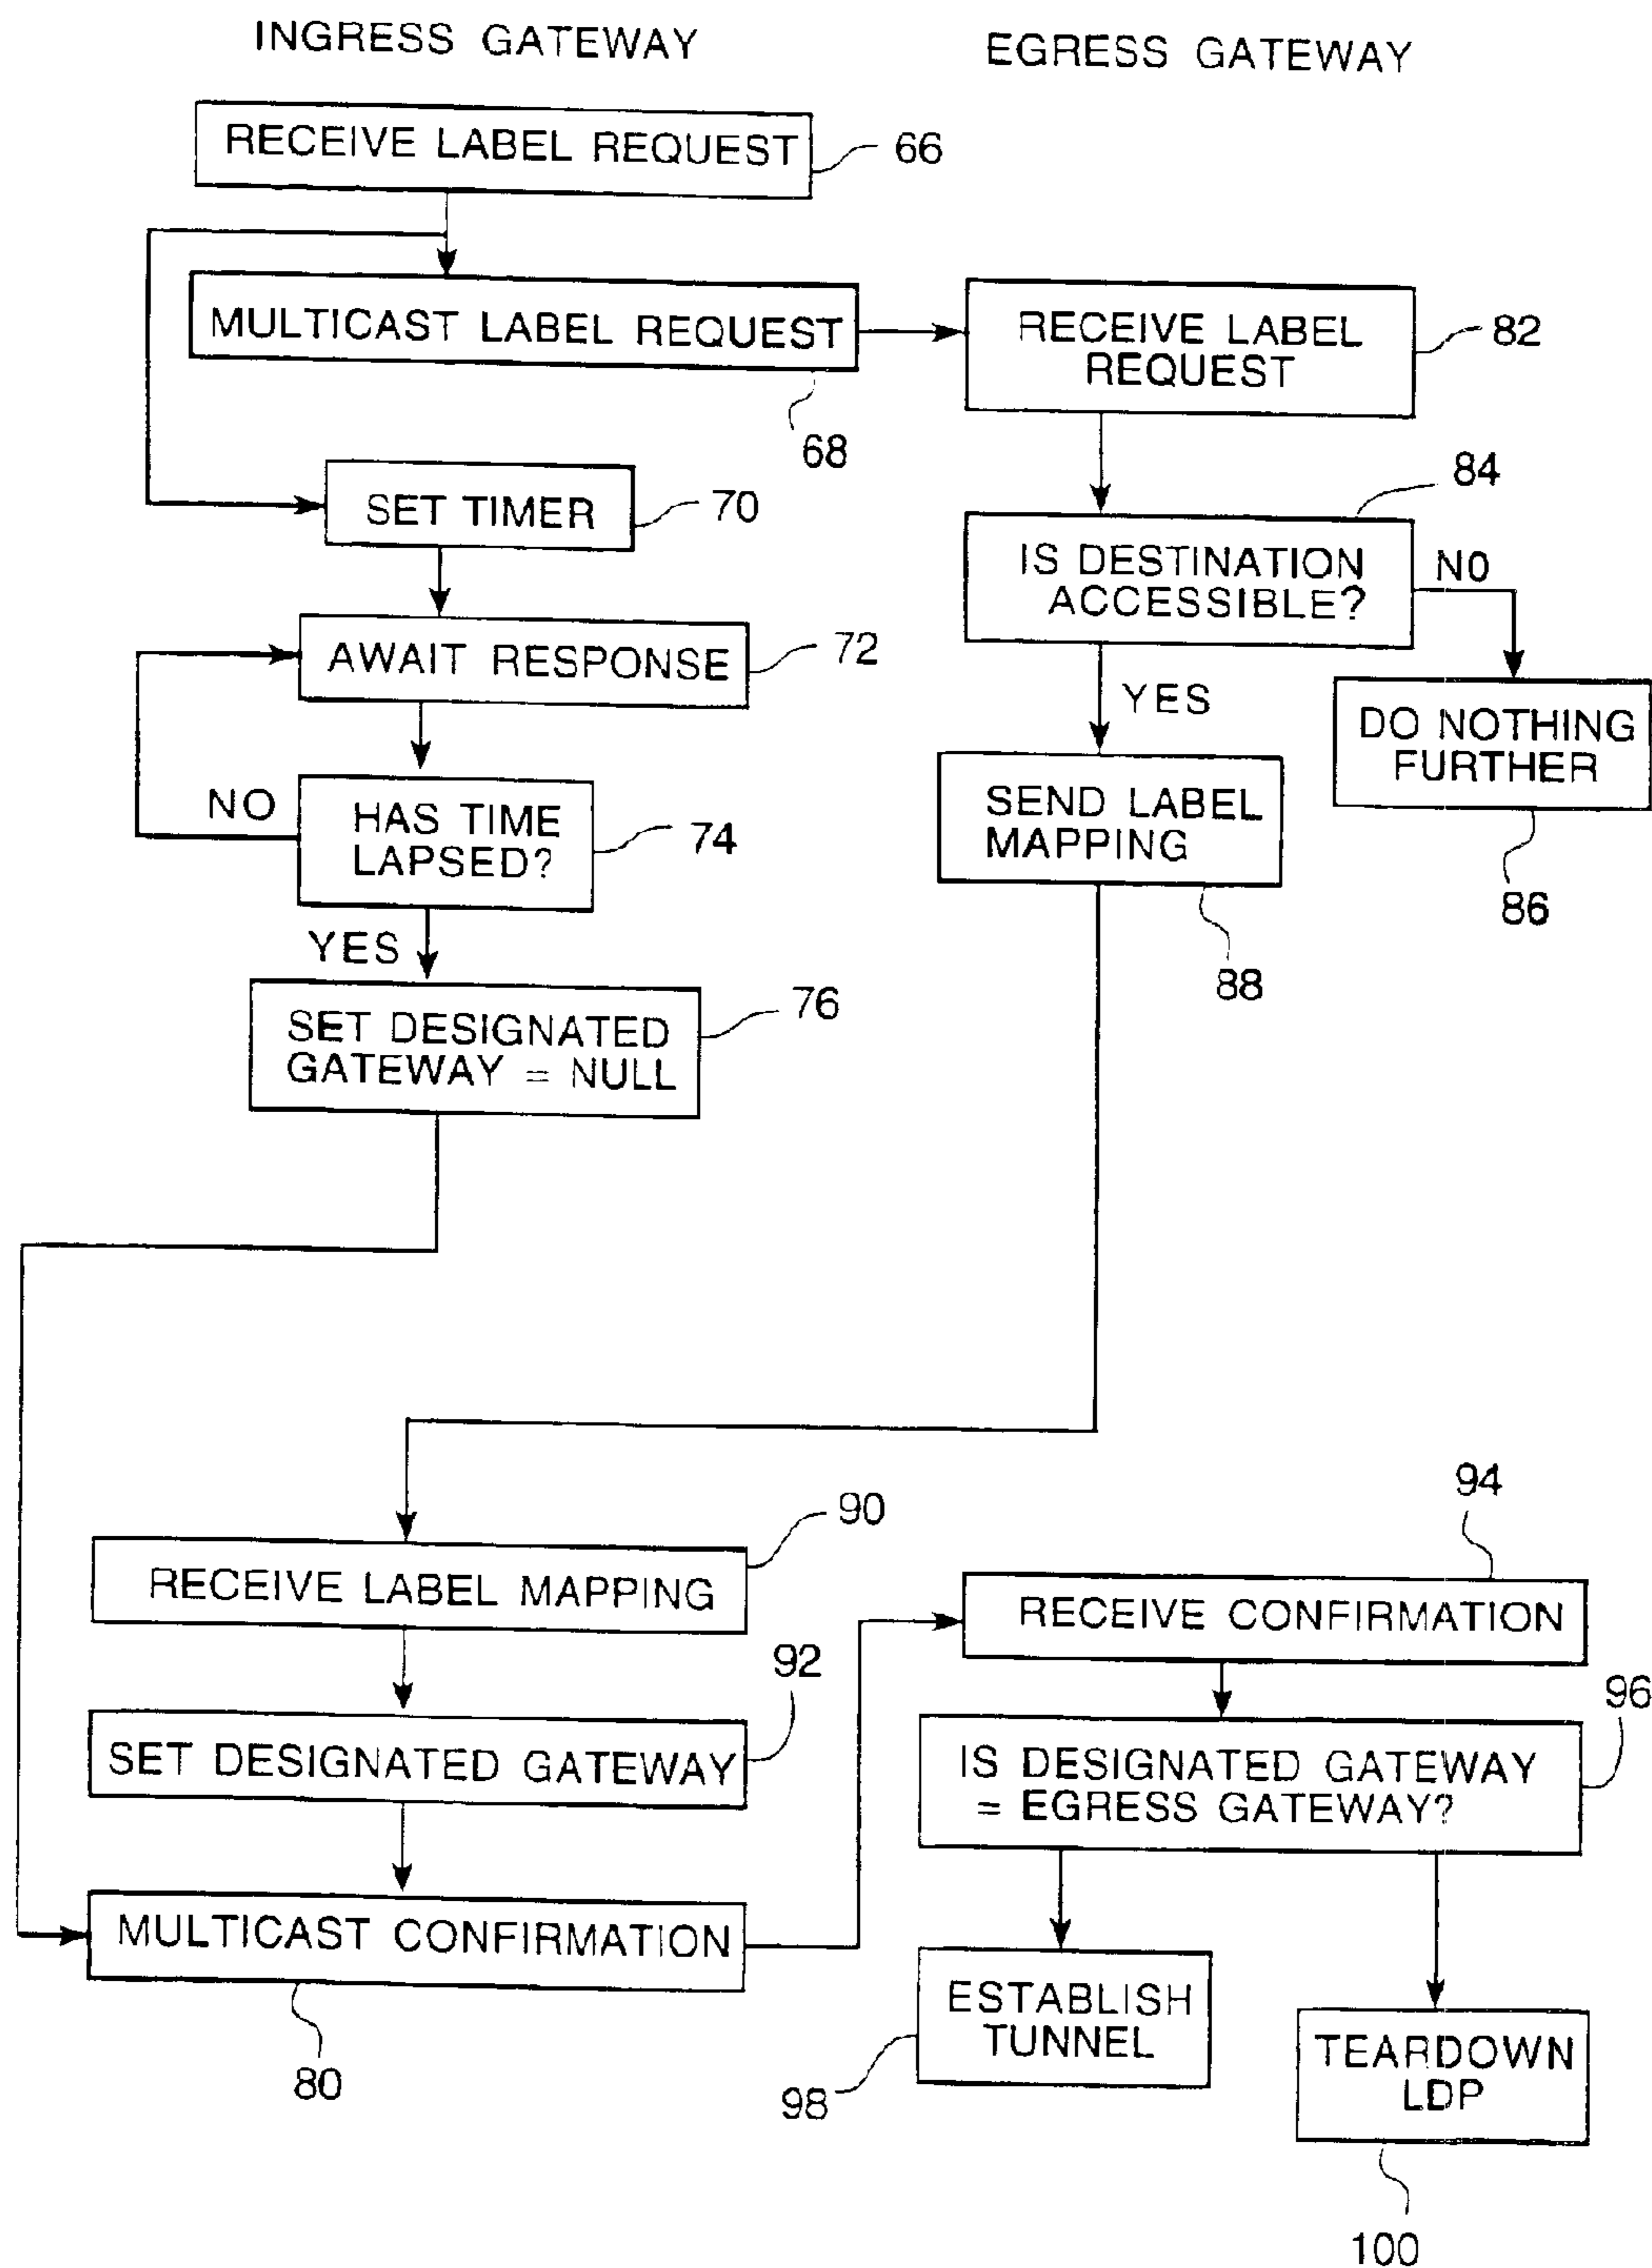 INGRESS GATEWAY
EGRESS GATEWAY
RECEIVE LABEL REQUEST
66
MULTICAST LABEL REQUEST
68
RECEIVE LABEL
REQUEST
82
SET TIMER
70
84
IS DESTINATION
ACCESSIBLE?
NO
AWAIT RESPONSE
72
YES
DO NOTHING
FURTHER
86
NO
HAS TIME
LAPSED?
74
SEND LABEL
MAPPING
88
YES
SET DESIGNATED
GATEWAY = NULL
76
90
RECEIVE LABEL MAPPING
94
RECEIVE CONFIRMATION
92
SET DESIGNATED GATEWAY
96
IS DESIGNATED GATEWAY
= EGRESS GATEWAY?
MULTICAST CONFIRMATION
80
ESTABLISH
TUNNEL
98
TEARDOWN
LDP
100